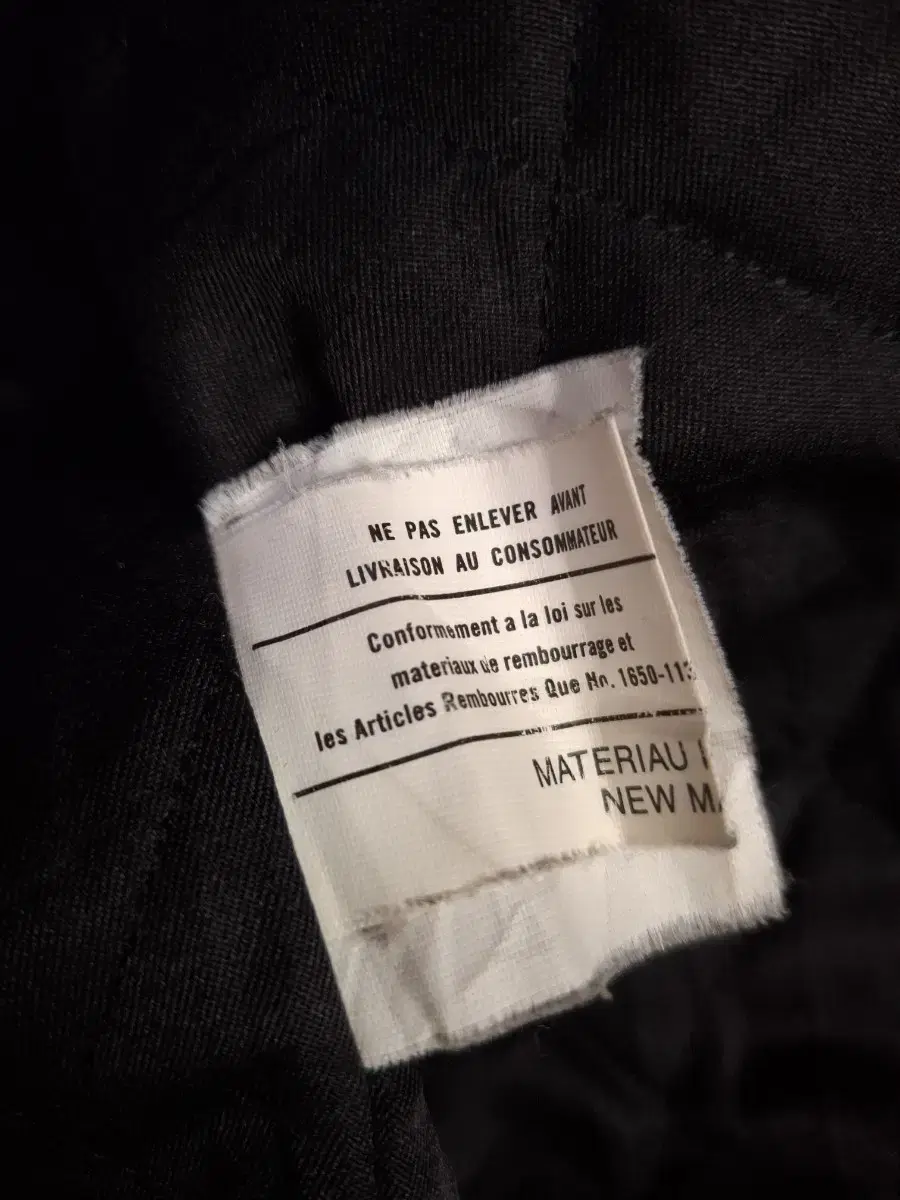 NE PAS ENLEVER AVANT
LIVRAISON AU CONSOMMATEUR
Conformement a la loi sur les
materiaux de rembourrage et
les Articles Rembourres Que No. 1650-113
MATERIAU
NEW